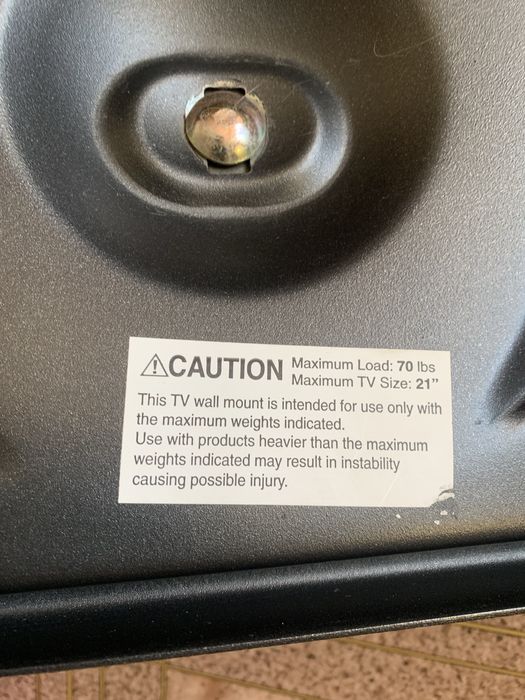 ⚠CAUTION Maximum Load: 70 lbs
Maximum TV Size: 21”
This TV wall mount is intended for use only with
the maximum weights indicated.
Use with products heavier than the maximum
weights indicated may result in instability
causing possible injury.